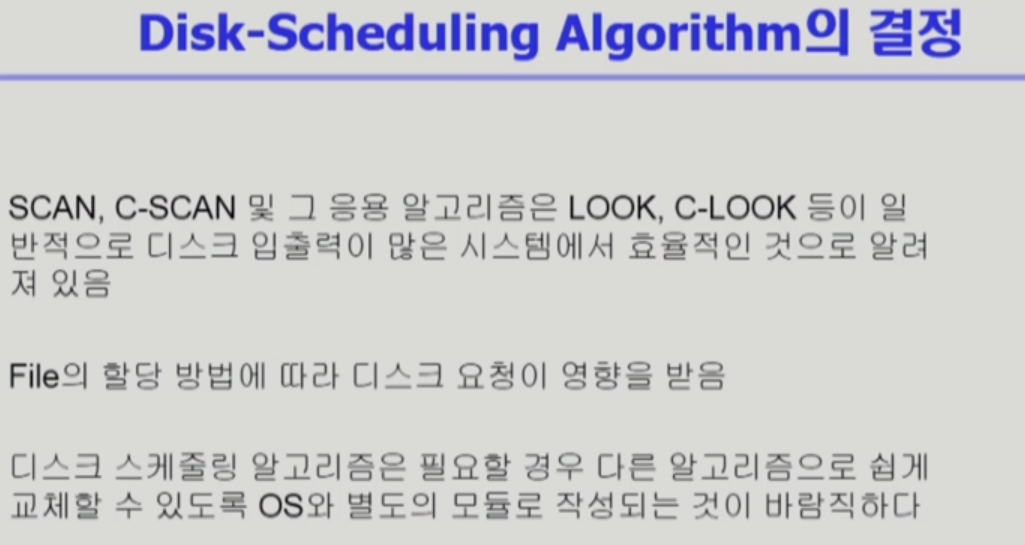 Disk-Scheduling Algorithm의 결정
SCAN, C-SCAN 및 그 응용 알고리즘은 LOOK, C-LOOK 등이 일
반적으로 디스크 입출력이 많은 시스템에서 효율적인 것으로 알려
져 있음
File의 할당 방법에 따라 디스크 요청이 영향을 받음
디스크 스케줄링 알고리즘은 필요할 경우 다른 알고리즘으로 쉽게
교체할 수 있도록 OS와 별도의 모듈로 작성되는 것이 바람직하다